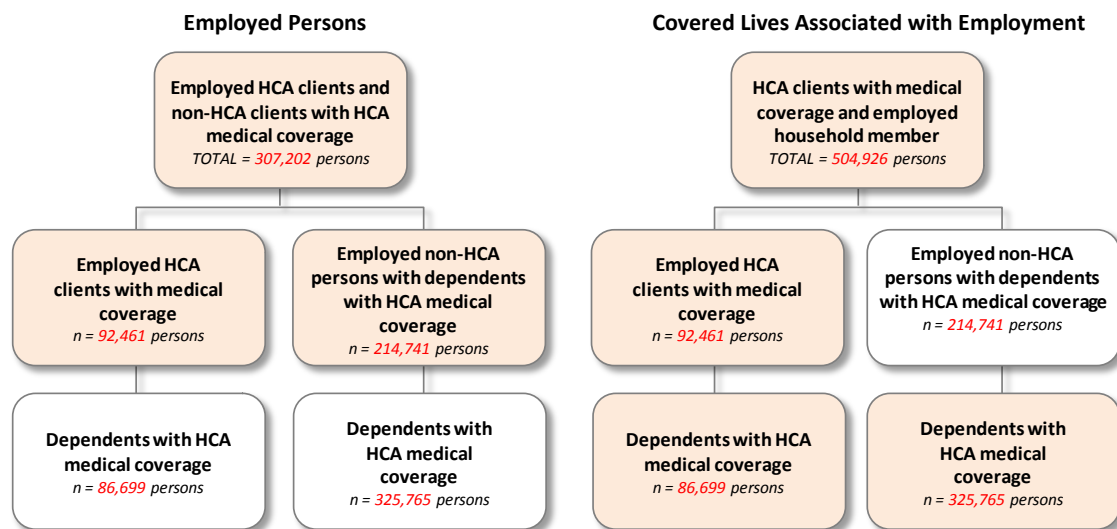 Employed Persons
Employed HCA clients and
non-HCA clients with HCA
medical coverage
TOTAL = 307,202 persons
Employed HCA
clients with medical
coverage
n = 92,461 persons
Employed non-HCA
persons with dependents
with HCA medical
coverage
n = 214,741 persons
Dependents with HCA
medical coverage
n = 86,699 persons
Dependents with
HCA medical
coverage
n = 325,765 persons
Covered Lives Associated with Employment
HCA clients with medical
coverage and employed
household member
TOTAL = 504,926 persons
Employed HCA
clients with medical
coverage
n = 92,461 persons
Employed non-HCA
persons with dependents
with HCA medical coverage
n = 214,741 persons
Dependents with HCA
medical coverage
n = 86,699 persons
Dependents with
HCA medical
coverage
n = 325,765 persons